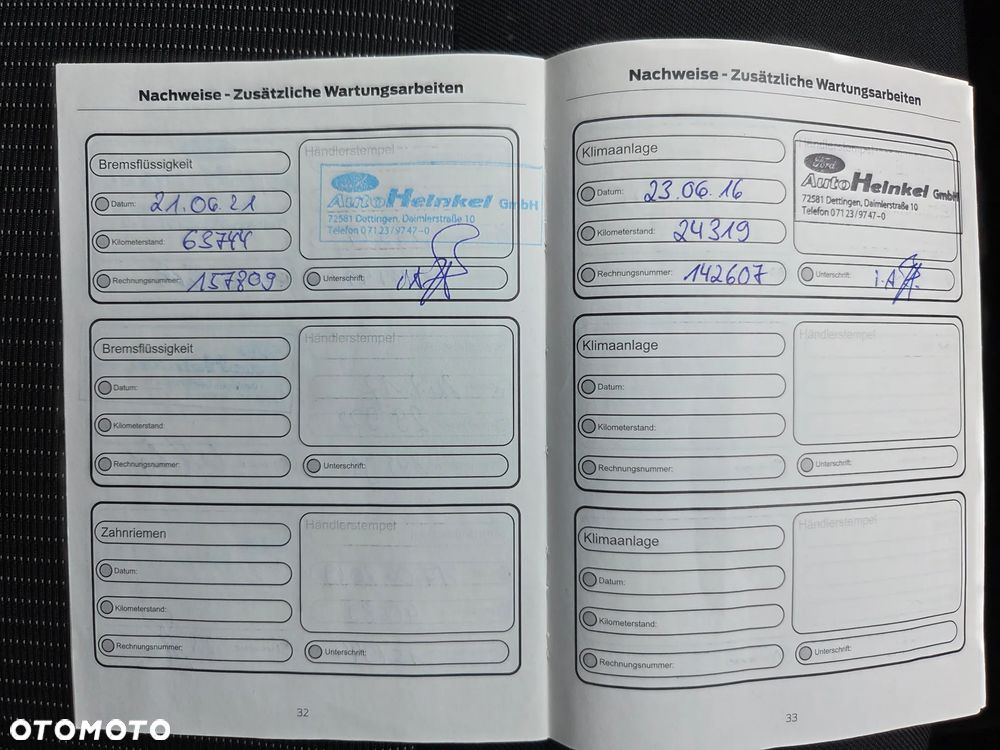 Nachweise - Zusätzliche Wartungsarbeiten
Bremsflüssigkeit
Händlerstempel
Ford
AutoHeinkel GmbH
72581 Dettingen, Daimlerstraße 10
Telefon 07123/9747-0
Datum: 21.06.21
Kilometerstand: 63744
Rechnungsnummer: 157809
Unterschrift: i.A
Bremsflüssigkeit
Händlerstempel
Datum:
Kilometerstand:
Rechnungsnummer:
Unterschrift:
Zahnriemen
Händlerstempel
Datum:
Kilometerstand:
Rechnungsnummer:
Unterschrift:
32
Nachweise - Zusätzliche Wartungsarbeiten
Klimaanlage
Händlerstempel
Ford
AutoHeinkel GmbH
72581 Dettingen, Daimlerstraße 10
Telefon 07123/9747-0
Datum: 23.06.16
Kilometerstand: 24319
Rechnungsnummer: 142607
Unterschrift: i.A
Klimaanlage
Händlerstempel
Datum:
Kilometerstand:
Rechnungsnummer:
Unterschrift:
Klimaanlage
Händlerstempel
Datum:
Kilometerstand:
Rechnungsnummer:
Unterschrift:
33
OTOMOTO